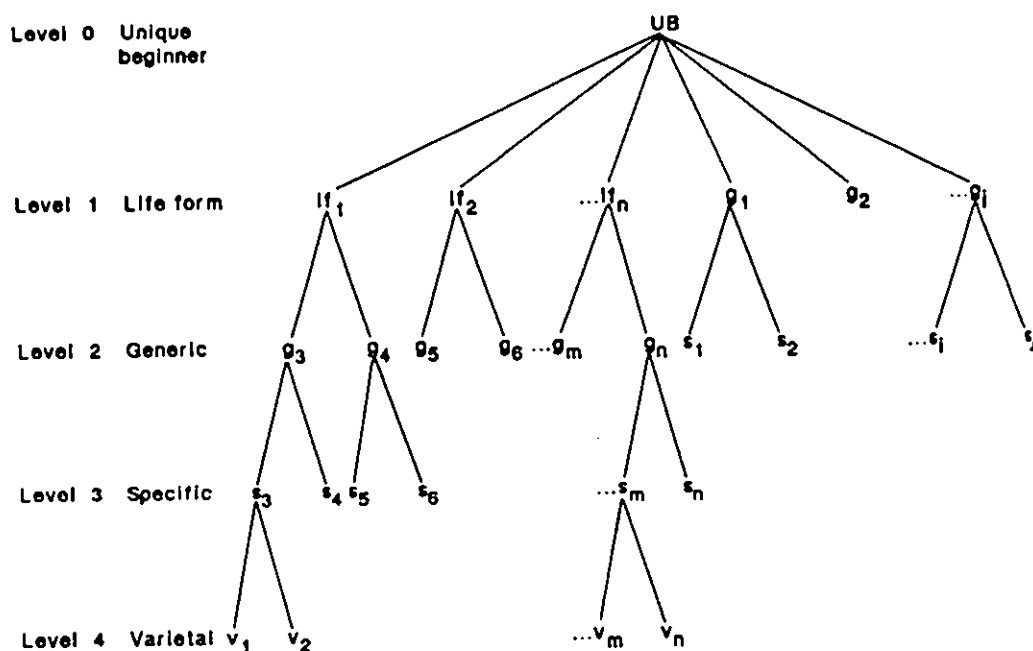 Level 0 Unique beginner UB
Level 1 Life form lf₁ lf₂ ...lfₙ g₁ g₂ ...gᵢ
Level 2 Generic g₃ g₄ g₅ g₆ ...gₘ gₙ s₁ s₂ ...sᵢ
Level 3 Specific s₃ s₄ s₅ s₆ ...sₘ sₙ
Level 4 Varietal v₁ v₂ ...vₘ vₙ